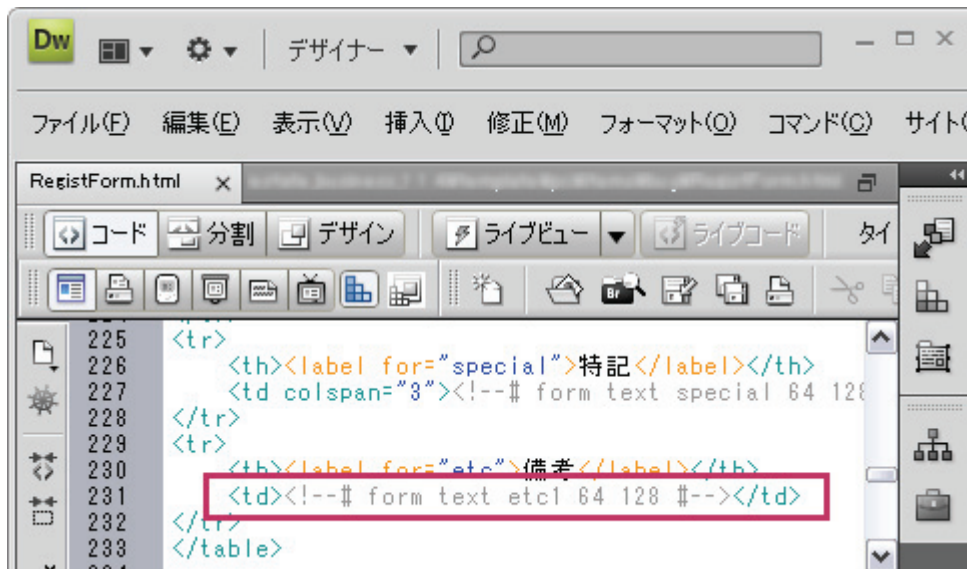 Dw デザイナー
ファイル(F) 編集(E) 表示(V) 挿入(I) 修正(M) フォーマット(O) コマンド(C) サイト(
RegistForm.html
コード 分割 デザイン ライブビュー ライブコード タイ
Br
225 <tr>
226 <th><label for="special">特記</label></th>
227 <td colspan="3"><!--# form text special 64 128
228 </tr>
229 <tr>
230 <th><label for="etc">備考</label></th>
231 <td><!--# form text etc1 64 128 #--></td>
232 </tr>
233 </table>